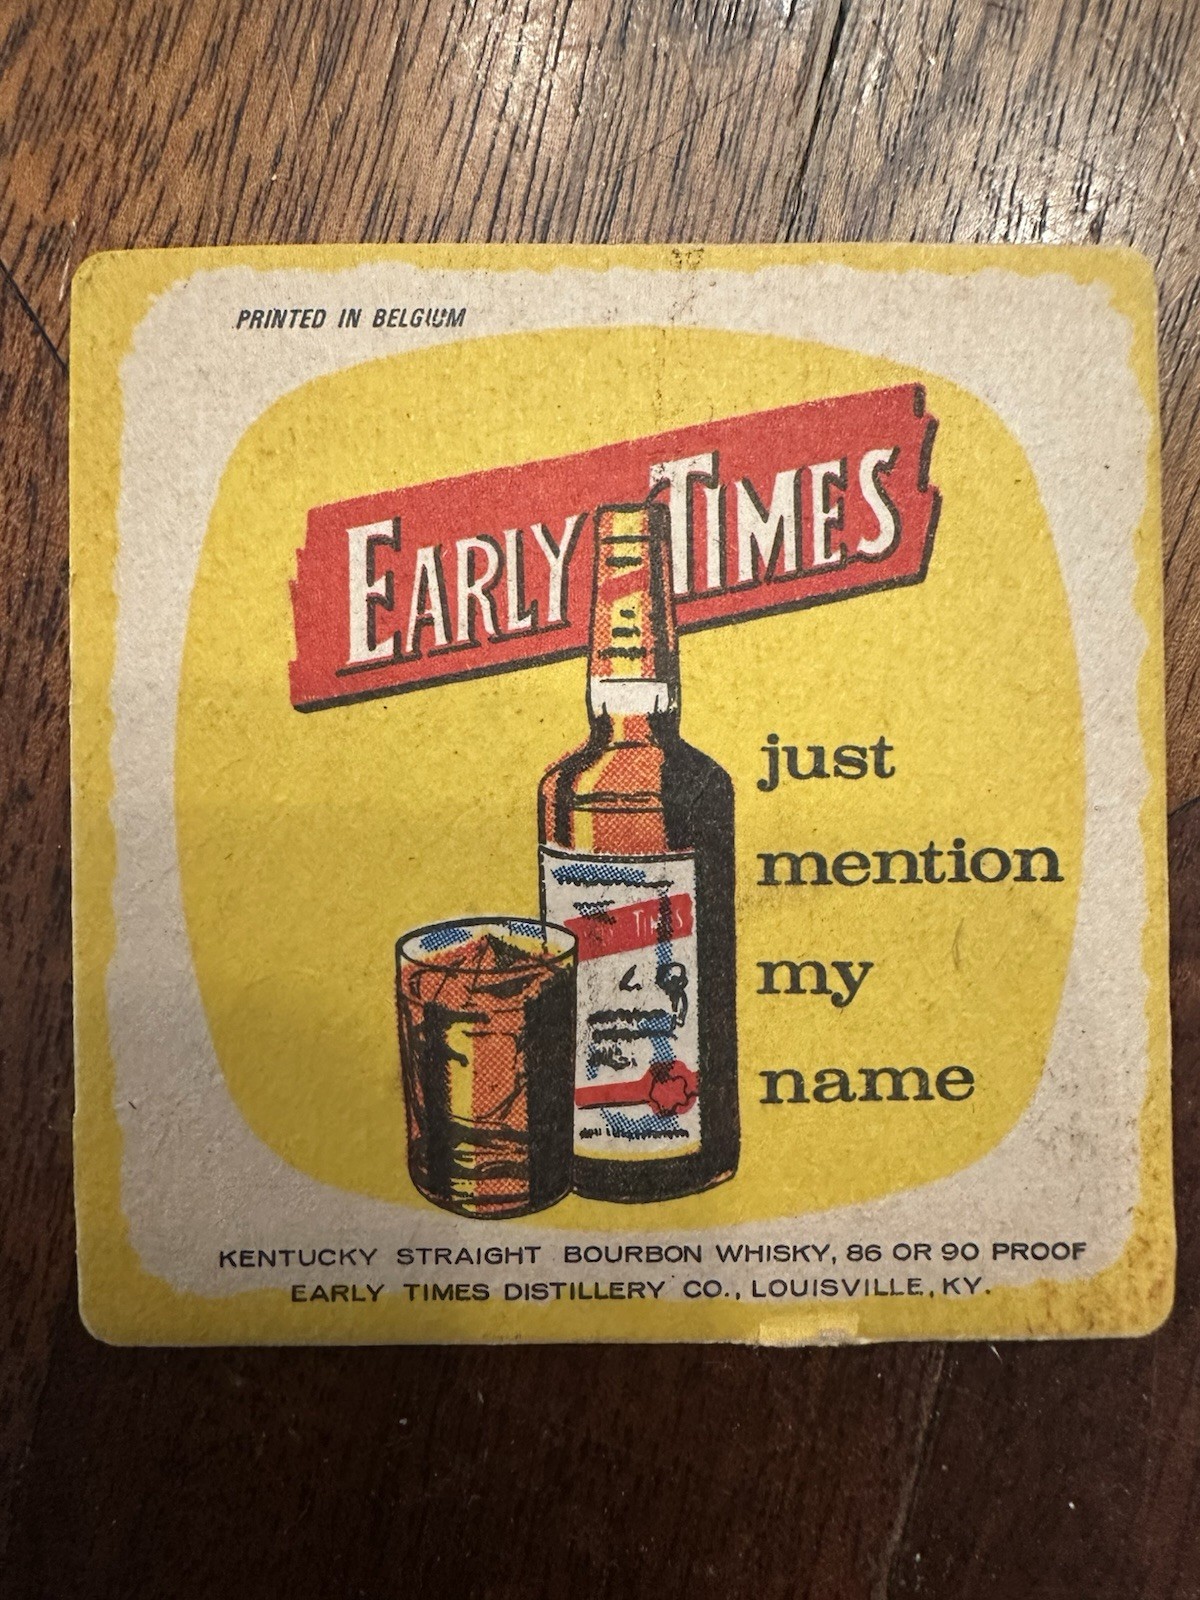 PRINTED IN BELGIUM
EARLY TIMES
just
mention
my
name
TIMES
KENTUCKY STRAIGHT BOURBON WHISKY, 86 OR 90 PROOF
EARLY TIMES DISTILLERY CO., LOUISVILLE, KY.